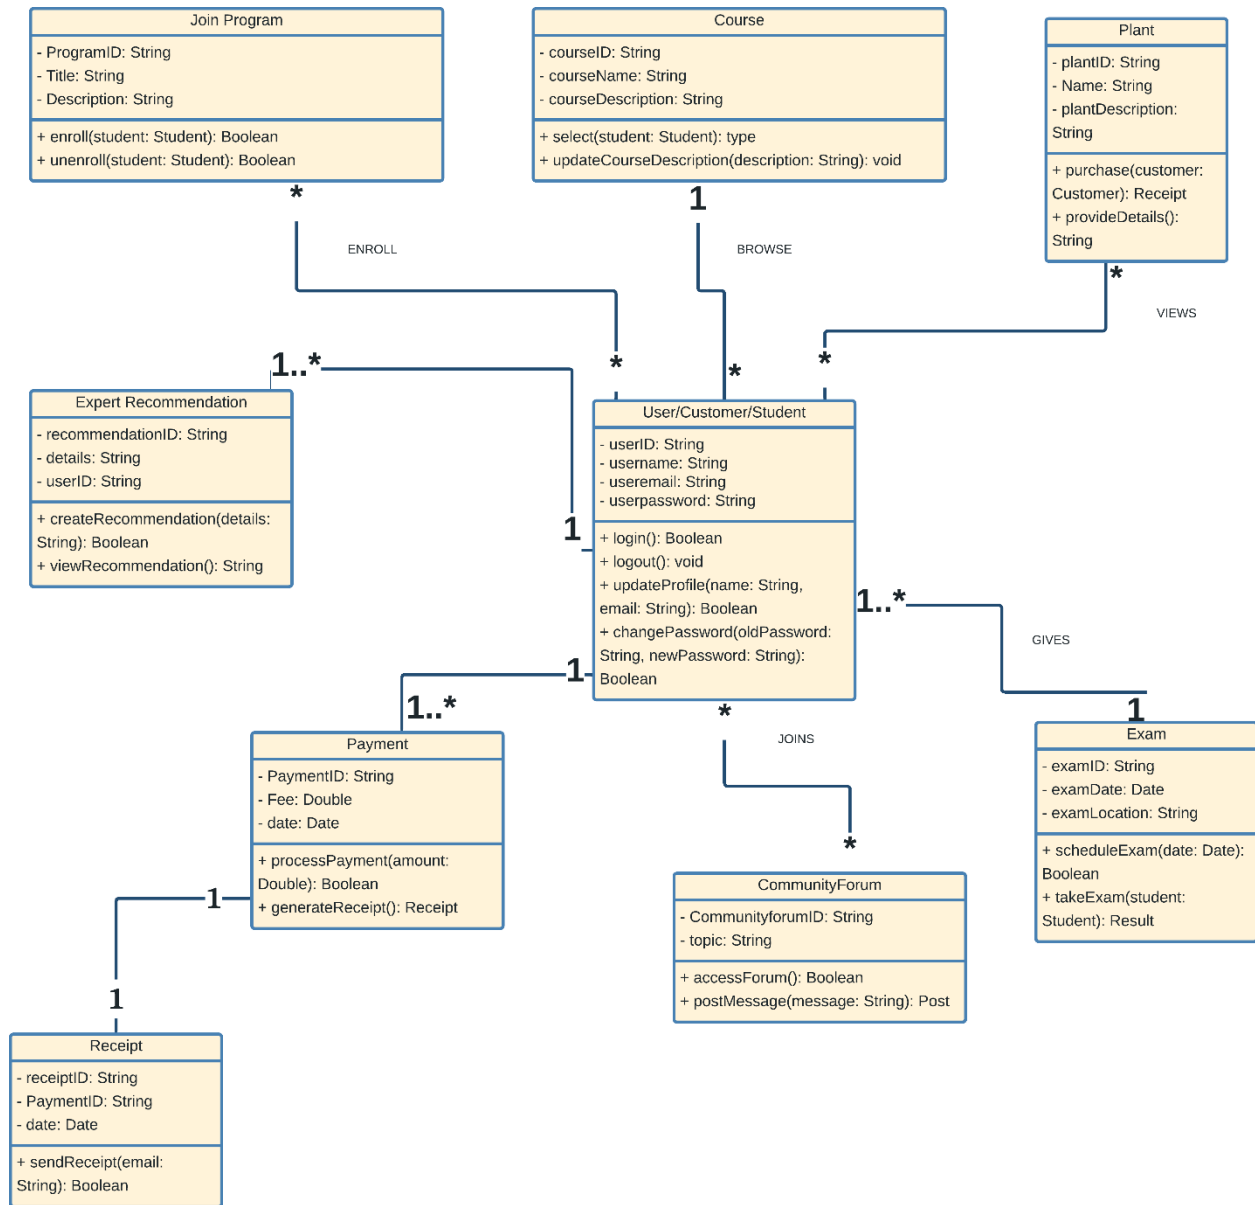 Join Program
- ProgramID: String
- Title: String
- Description: String
+ enroll(student: Student): Boolean
+ unenroll(student: Student): Boolean
*
ENROLL
*
Course
- courseID: String
- courseName: String
- courseDescription: String
+ select(student: Student): type
+ updateCourseDescription(description: String): void
1
BROWSE
*
Plant
- plantID: String
- Name: String
- plantDescription:
String
+ purchase(customer:
Customer): Receipt
+ provideDetails():
String
*
VIEWS
*
1..*
Expert Recommendation
- recommendationID: String
- details: String
- userID: String
+ createRecommendation(details:
String): Boolean
+ viewRecommendation(): String
1
User/Customer/Student
- userID: String
- username: String
- useremail: String
- userpassword: String
+ login(): Boolean
+ logout(): void
+ updateProfile(name: String,
email: String): Boolean
+ changePassword(oldPassword:
String, newPassword: String):
Boolean
1..*
GIVES
1
Exam
- examID: String
- examDate: Date
- examLocation: String
+ scheduleExam(date: Date):
Boolean
+ takeExam(student:
Student): Result
1
1..*
Payment
- PaymentID: String
- Fee: Double
- date: Date
+ processPayment(amount:
Double): Boolean
+ generateReceipt(): Receipt
*
JOINS
*
CommunityForum
- CommunityforumID: String
- topic: String
+ accessForum(): Boolean
+ postMessage(message: String): Post
1
1
Receipt
- receiptID: String
- PaymentID: String
- date: Date
+ sendReceipt(email:
String): Boolean